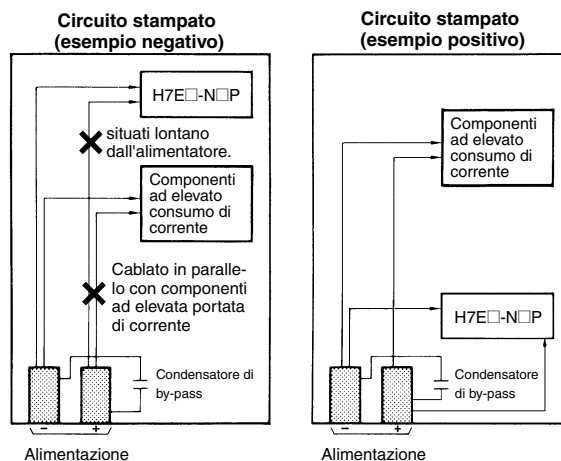 Circuito stampato
(esempio negativo)
H7E□-N□P
situati lontano
dall'alimentatore.
Componenti
ad elevato
consumo di
corrente
Cablato in paralle-
lo con componenti
ad elevata portata
di corrente
Condensatore di
by-pass
− +
Alimentazione
Circuito stampato
(esempio positivo)
Componenti
ad elevato
consumo di
corrente
H7E□-N□P
Condensatore
di by-pass
− +
Alimentazione